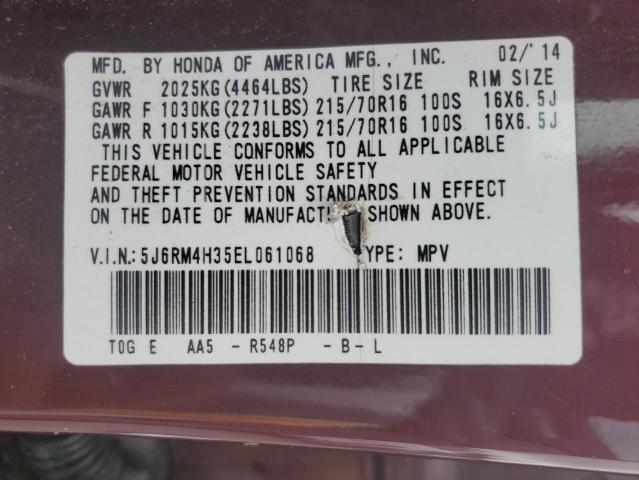 MFD. BY HONDA OF AMERICA MFG., INC. 02/'14
GVWR 2025KG(4464LBS) TIRE SIZE RIM SIZE
GAWR F 1030KG(2271LBS) 215/70R16 100S 16X6.5J
GAWR R 1015KG(2238LBS) 215/70R16 100S 16X6.5J
THIS VEHICLE CONFORMS TO ALL APPLICABLE
FEDERAL MOTOR VEHICLE SAFETY
AND THEFT PREVENTION STANDARDS IN EFFECT
ON THE DATE OF MANUFACT SHOWN ABOVE.
V.I.N.:5J6RM4H35EL061068 YPE: MPV
T0G E AA5 - R548P - B - L